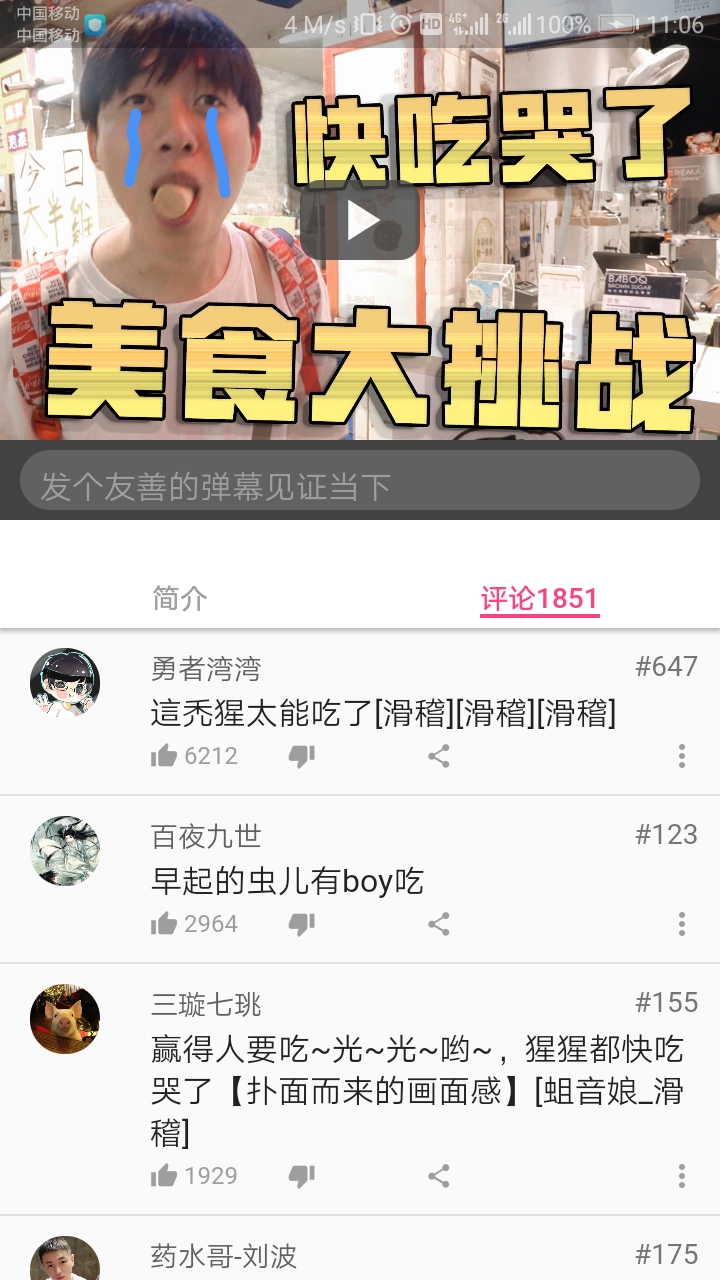 中国移动
中国移动
4 M/s HD 4G+ 2G 100% 11:06
快吃哭了
今日
大半雞
BABOQ
BROWN SUGAR
美食大挑战
发个友善的弹幕见证当下
简介
评论1851
勇者湾湾 #647
這禿猩太能吃了[滑稽][滑稽][滑稽]
6212
百夜九世 #123
早起的虫儿有boy吃
2964
三璇七珧 #155
赢得人要吃~光~光~哟~，猩猩都快吃
哭了【扑面而来的画面感】[蛆音娘_滑
稽]
1929
药水哥-刘波 #175